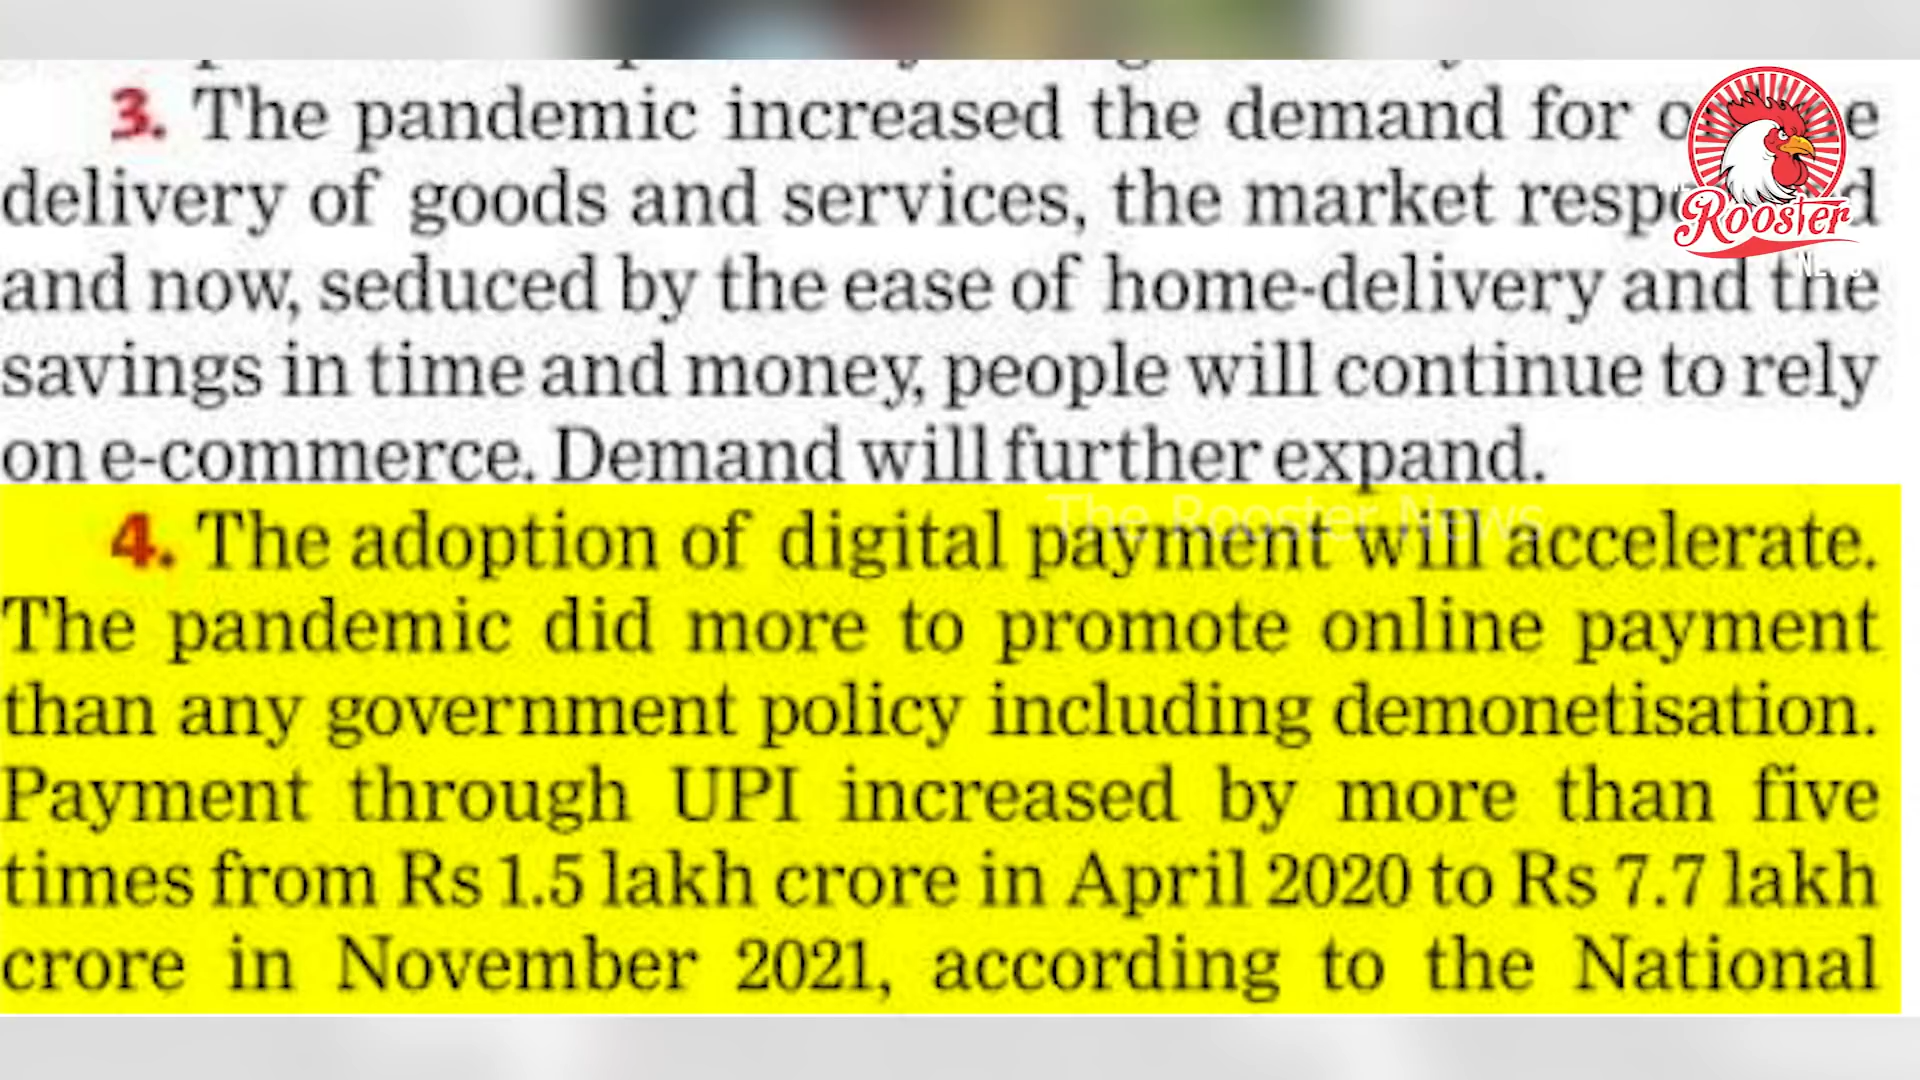 3. The pandemic increased the demand for
delivery of goods and services, the market
and now, seduced by the ease of home-delivery and the
savings in time and money, people will continue to rely
on e-commerce. Demand will further expand.
4. The adoption of digital payment will accelerate.
The pandemic did more to promote online payment
than any government policy including demonetisation.
Payment through UPI increased by more than five
times from Rs 1.5 lakh crore in April 2020 to Rs 7.7 lakh
crore in November 2021, according to the National
The Rooster News
Rooster
NEWS